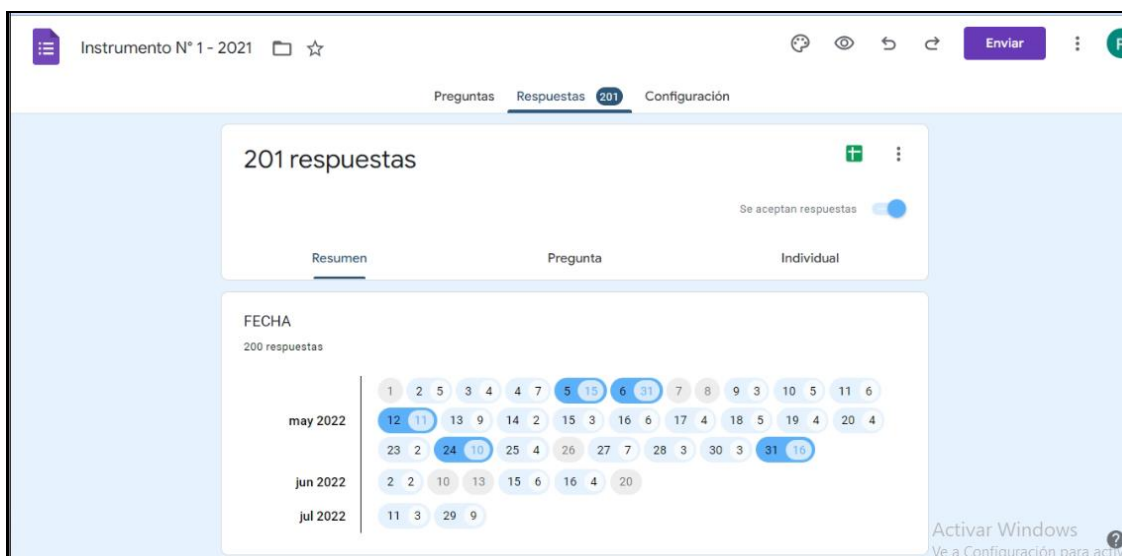 Instrumento N° 1 - 2021
Enviar
Preguntas Respuestas 201 Configuración
201 respuestas
Se aceptan respuestas
Resumen Pregunta Individual
FECHA
200 respuestas
1 2 5 3 4 4 7 5 15 6 31 7 8 9 3 10 5 11 6
may 2022 12 11 13 9 14 2 15 3 16 6 17 4 18 5 19 4 20 4
23 2 24 10 25 4 26 27 7 28 3 30 3 31 16
jun 2022 2 2 10 13 15 6 16 4 20
jul 2022 11 3 29 9
Activar Windows
Ve a Configuración para